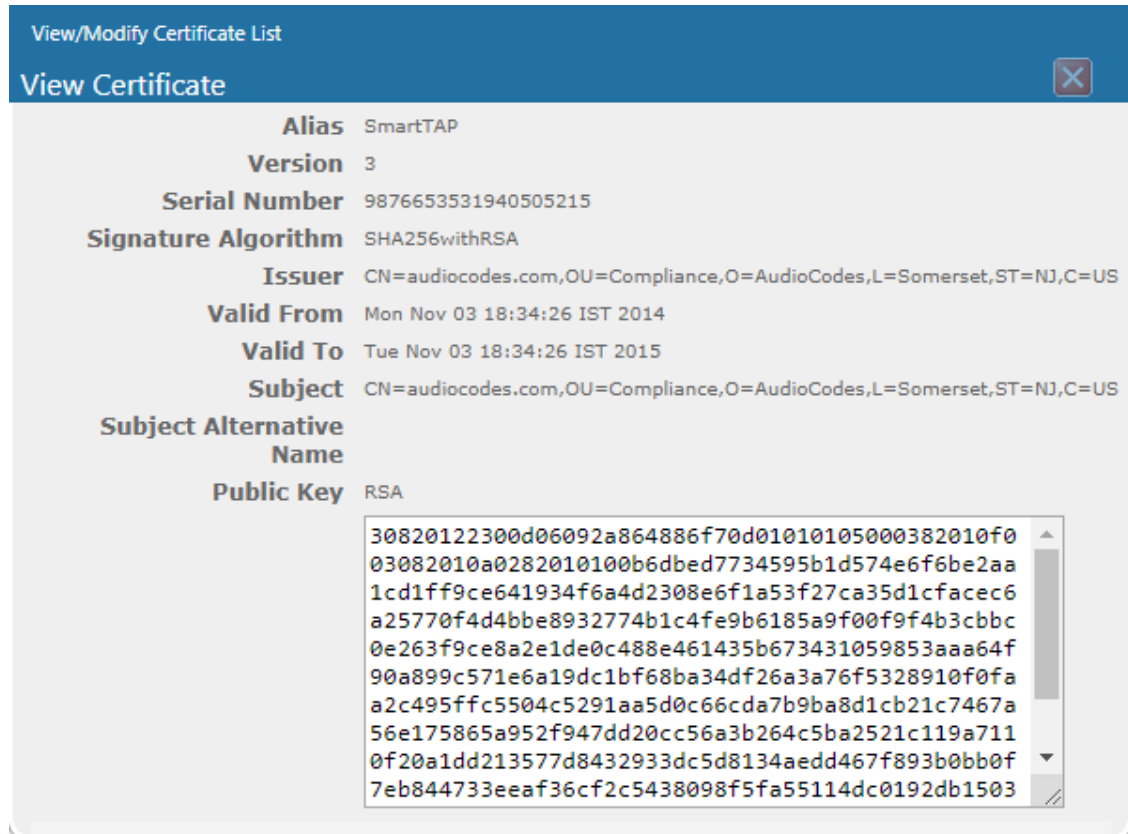 View/Modify Certificate List
View Certificate
Alias SmartTAP
Version 3
Serial Number 9876653531940505215
Signature Algorithm SHA256withRSA
Issuer CN=audiocodes.com,OU=Compliance,O=AudioCodes,L=Somerset,ST=NJ,C=US
Valid From Mon Nov 03 18:34:26 IST 2014
Valid To Tue Nov 03 18:34:26 IST 2015
Subject CN=audiocodes.com,OU=Compliance,O=AudioCodes,L=Somerset,ST=NJ,C=US
Subject Alternative
Name
Public Key RSA
30820122300d06092a864886f70d01010105000382010f0
03082010a0282010100b6dbed7734595b1d574e6f6be2aa
1cd1ff9ce641934f6a4d2308e6f1a53f27ca35d1cfacec6
a25770f4d4bbe8932774b1c4fe9b6185a9f00f9f4b3cbbc
0e263f9ce8a2e1de0c488e461435b673431059853aaa64f
90a899c571e6a19dc1bf68ba34df26a3a76f5328910f0fa
a2c495ffc5504c5291aa5d0c66cda7b9ba8d1cb21c7467a
56e175865a952f947dd20cc56a3b264c5ba2521c119a711
0f20a1dd213577d8432933dc5d8134aedd467f893b0bb0f
7eb844733eeaf36cf2c5438098f5fa55114dc0192db1503